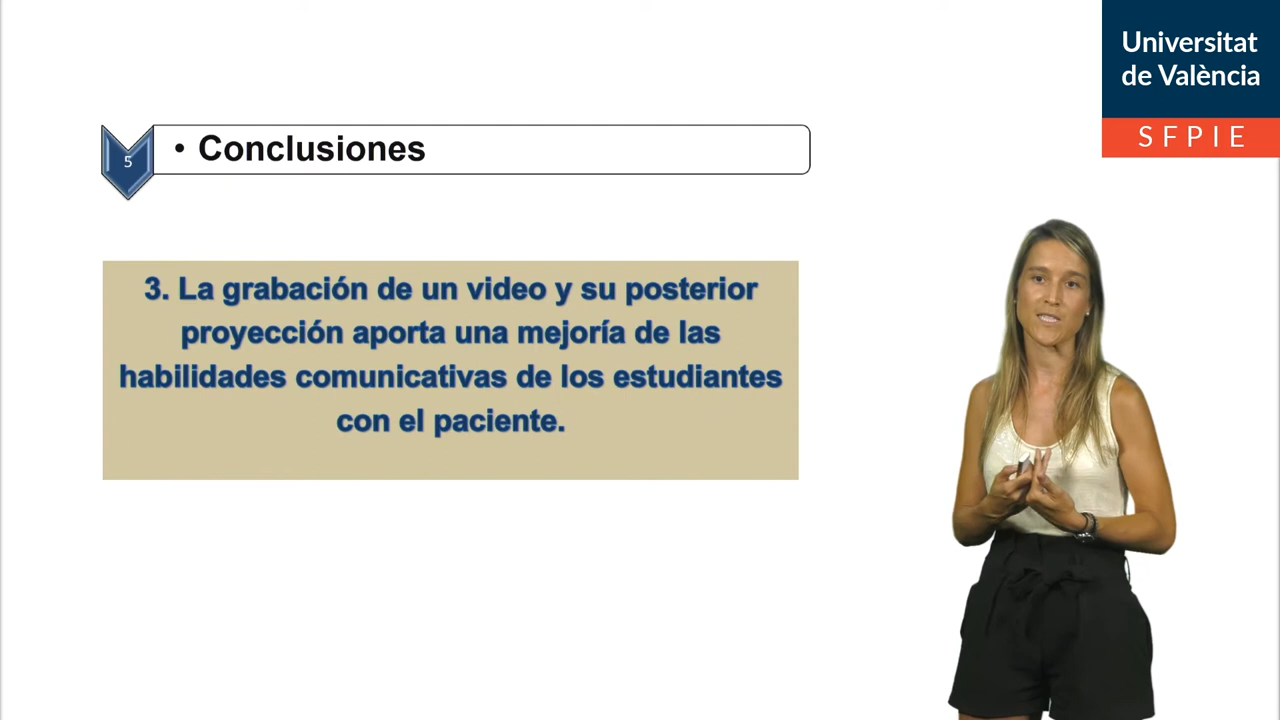 Universitat
de València
SFPIE
5
• Conclusiones
3. La grabación de un video y su posterior
proyección aporta una mejoría de las
habilidades comunicativas de los estudiantes
con el paciente.